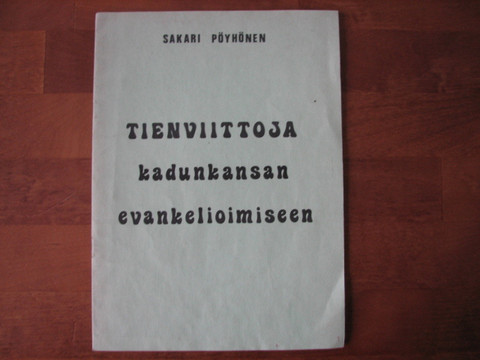 SAKARI PÖYHÖNEN
TIENVIITTOJA
kadunkansan
evankelioimiseen